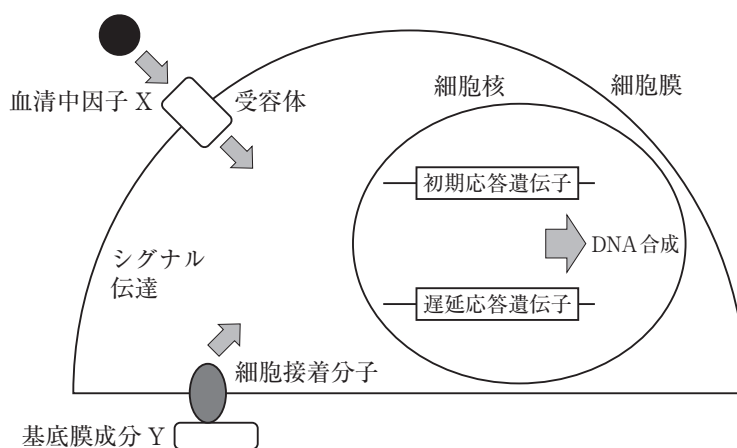 血清中因子 X
受容体
細胞核
細胞膜
初期応答遺伝子
DNA 合成
シグナル
伝達
遅延応答遺伝子
細胞接着分子
基底膜成分 Y